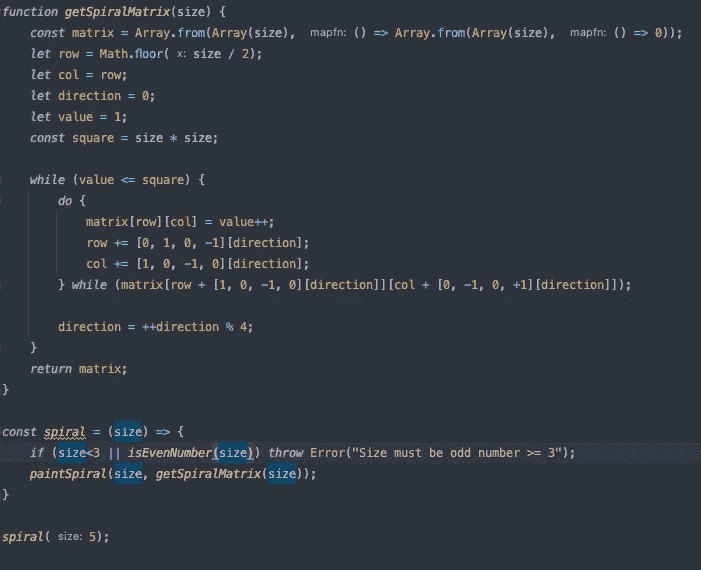 function getSpiralMatrix(size) {
    const matrix = Array.from(Array(size), mapfn: () => Array.from(Array(size), mapfn: () => 0));
    let row = Math.floor( x: size / 2);
    let col = row;
    let direction = 0;
    let value = 1;
    const square = size * size;

    while (value <= square) {
        do {
            matrix[row][col] = value++;
            row += [0, 1, 0, -1][direction];
            col += [1, 0, -1, 0][direction];
        } while (matrix[row + [1, 0, -1, 0][direction]][col + [0, -1, 0, +1][direction]]);

        direction = ++direction % 4;
    }
    return matrix;
}

const spiral = (size) => {
    if (size<3 || isEvenNumber(size)) throw Error("Size must be odd number >= 3");
    paintSpiral(size, getSpiralMatrix(size));
}

spiral( size: 5);